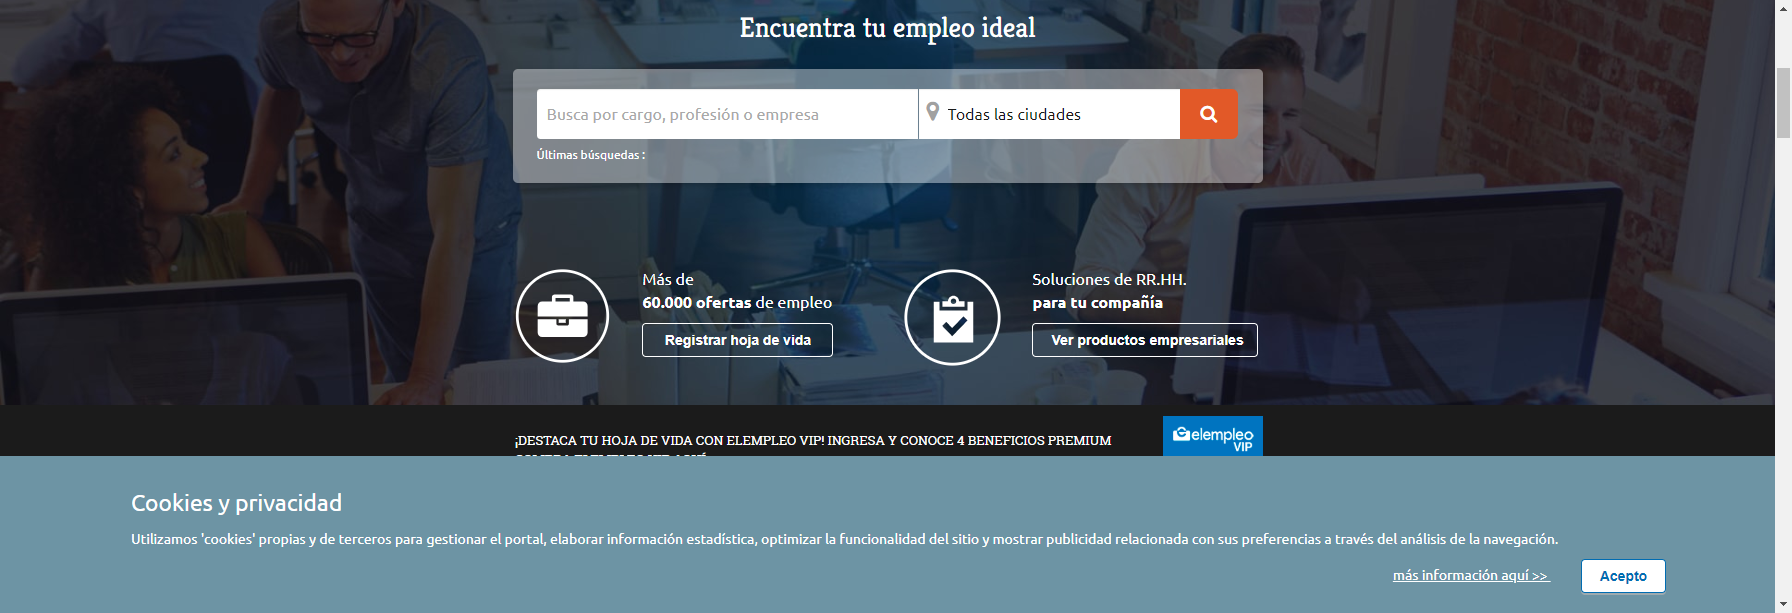 Encuentra tu empleo ideal
Busca por cargo, profesión o empresa
Todas las ciudades
Últimas búsquedas :
Más de
60.000 ofertas de empleo
Registrar hoja de vida
Soluciones de RR.HH.
para tu compañía
Ver productos empresariales
¡DESTACA TU HOJA DE VIDA CON ELEMPLEO VIP! INGRESA Y CONOCE 4 BENEFICIOS PREMIUM
elempleo
VIP
Cookies y privacidad
Utilizamos 'cookies' propias y de terceros para gestionar el portal, elaborar información estadística, optimizar la funcionalidad del sitio y mostrar publicidad relacionada con sus preferencias a través del análisis de la navegación.
más información aquí >>
Acepto